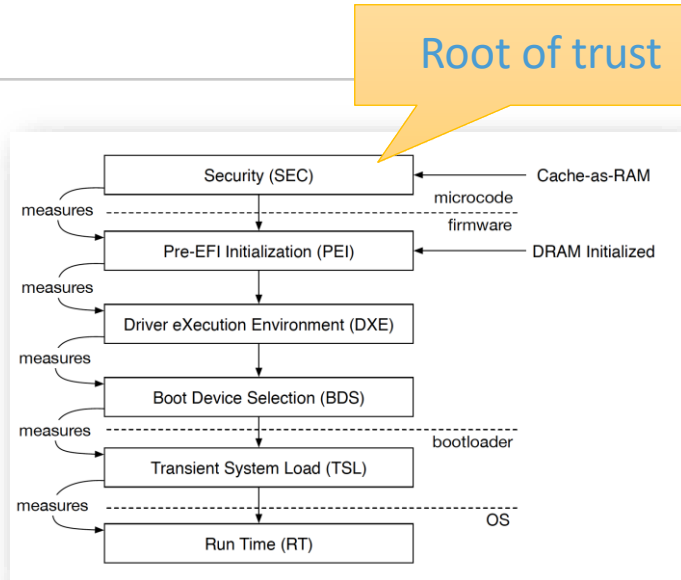 Root of trust
Security (SEC)
Cache-as-RAM
microcode
measures
firmware
Pre-EFI Initialization (PEI)
DRAM Initialized
measures
Driver eXecution Environment (DXE)
measures
Boot Device Selection (BDS)
measures
bootloader
Transient System Load (TSL)
measures
OS
Run Time (RT)